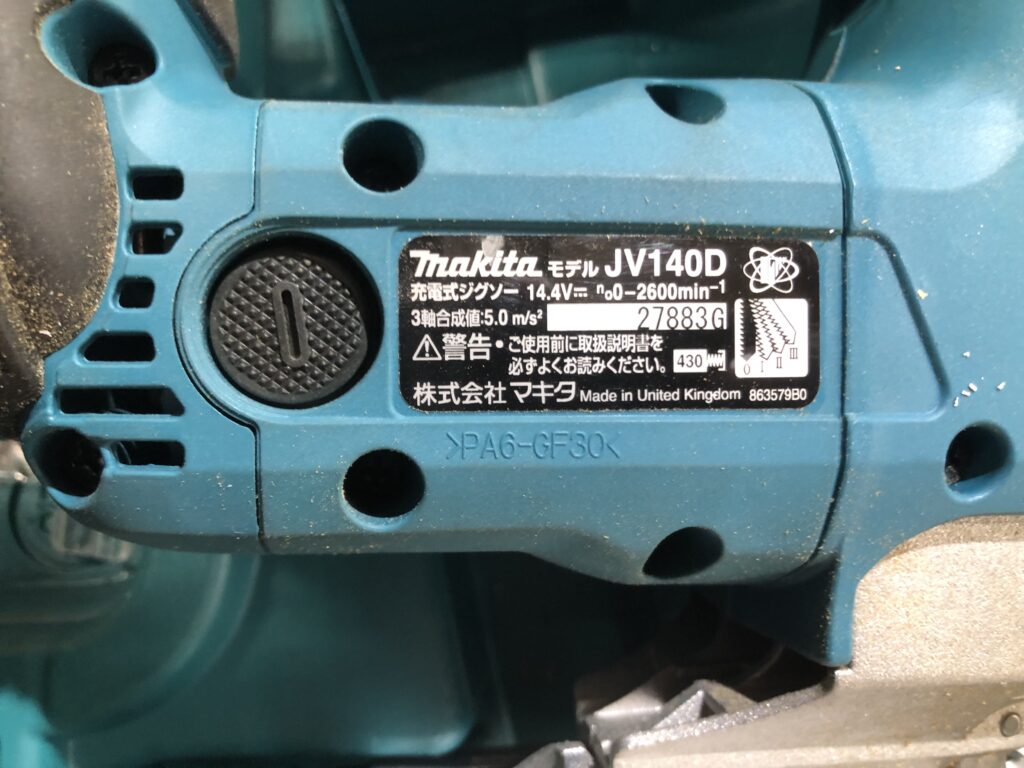 makita モデル JV140D
充電式ジグソー 14.4V⎓ n₀0-2600min⁻¹
3軸合成値:5.0 m/s² 27883G
⚠警告・ご使用前に取扱説明書を
必ずよくお読みください。 430
0 I II III
株式会社 マキタ Made in United Kingdom 863579B0
>PA6-GF30<